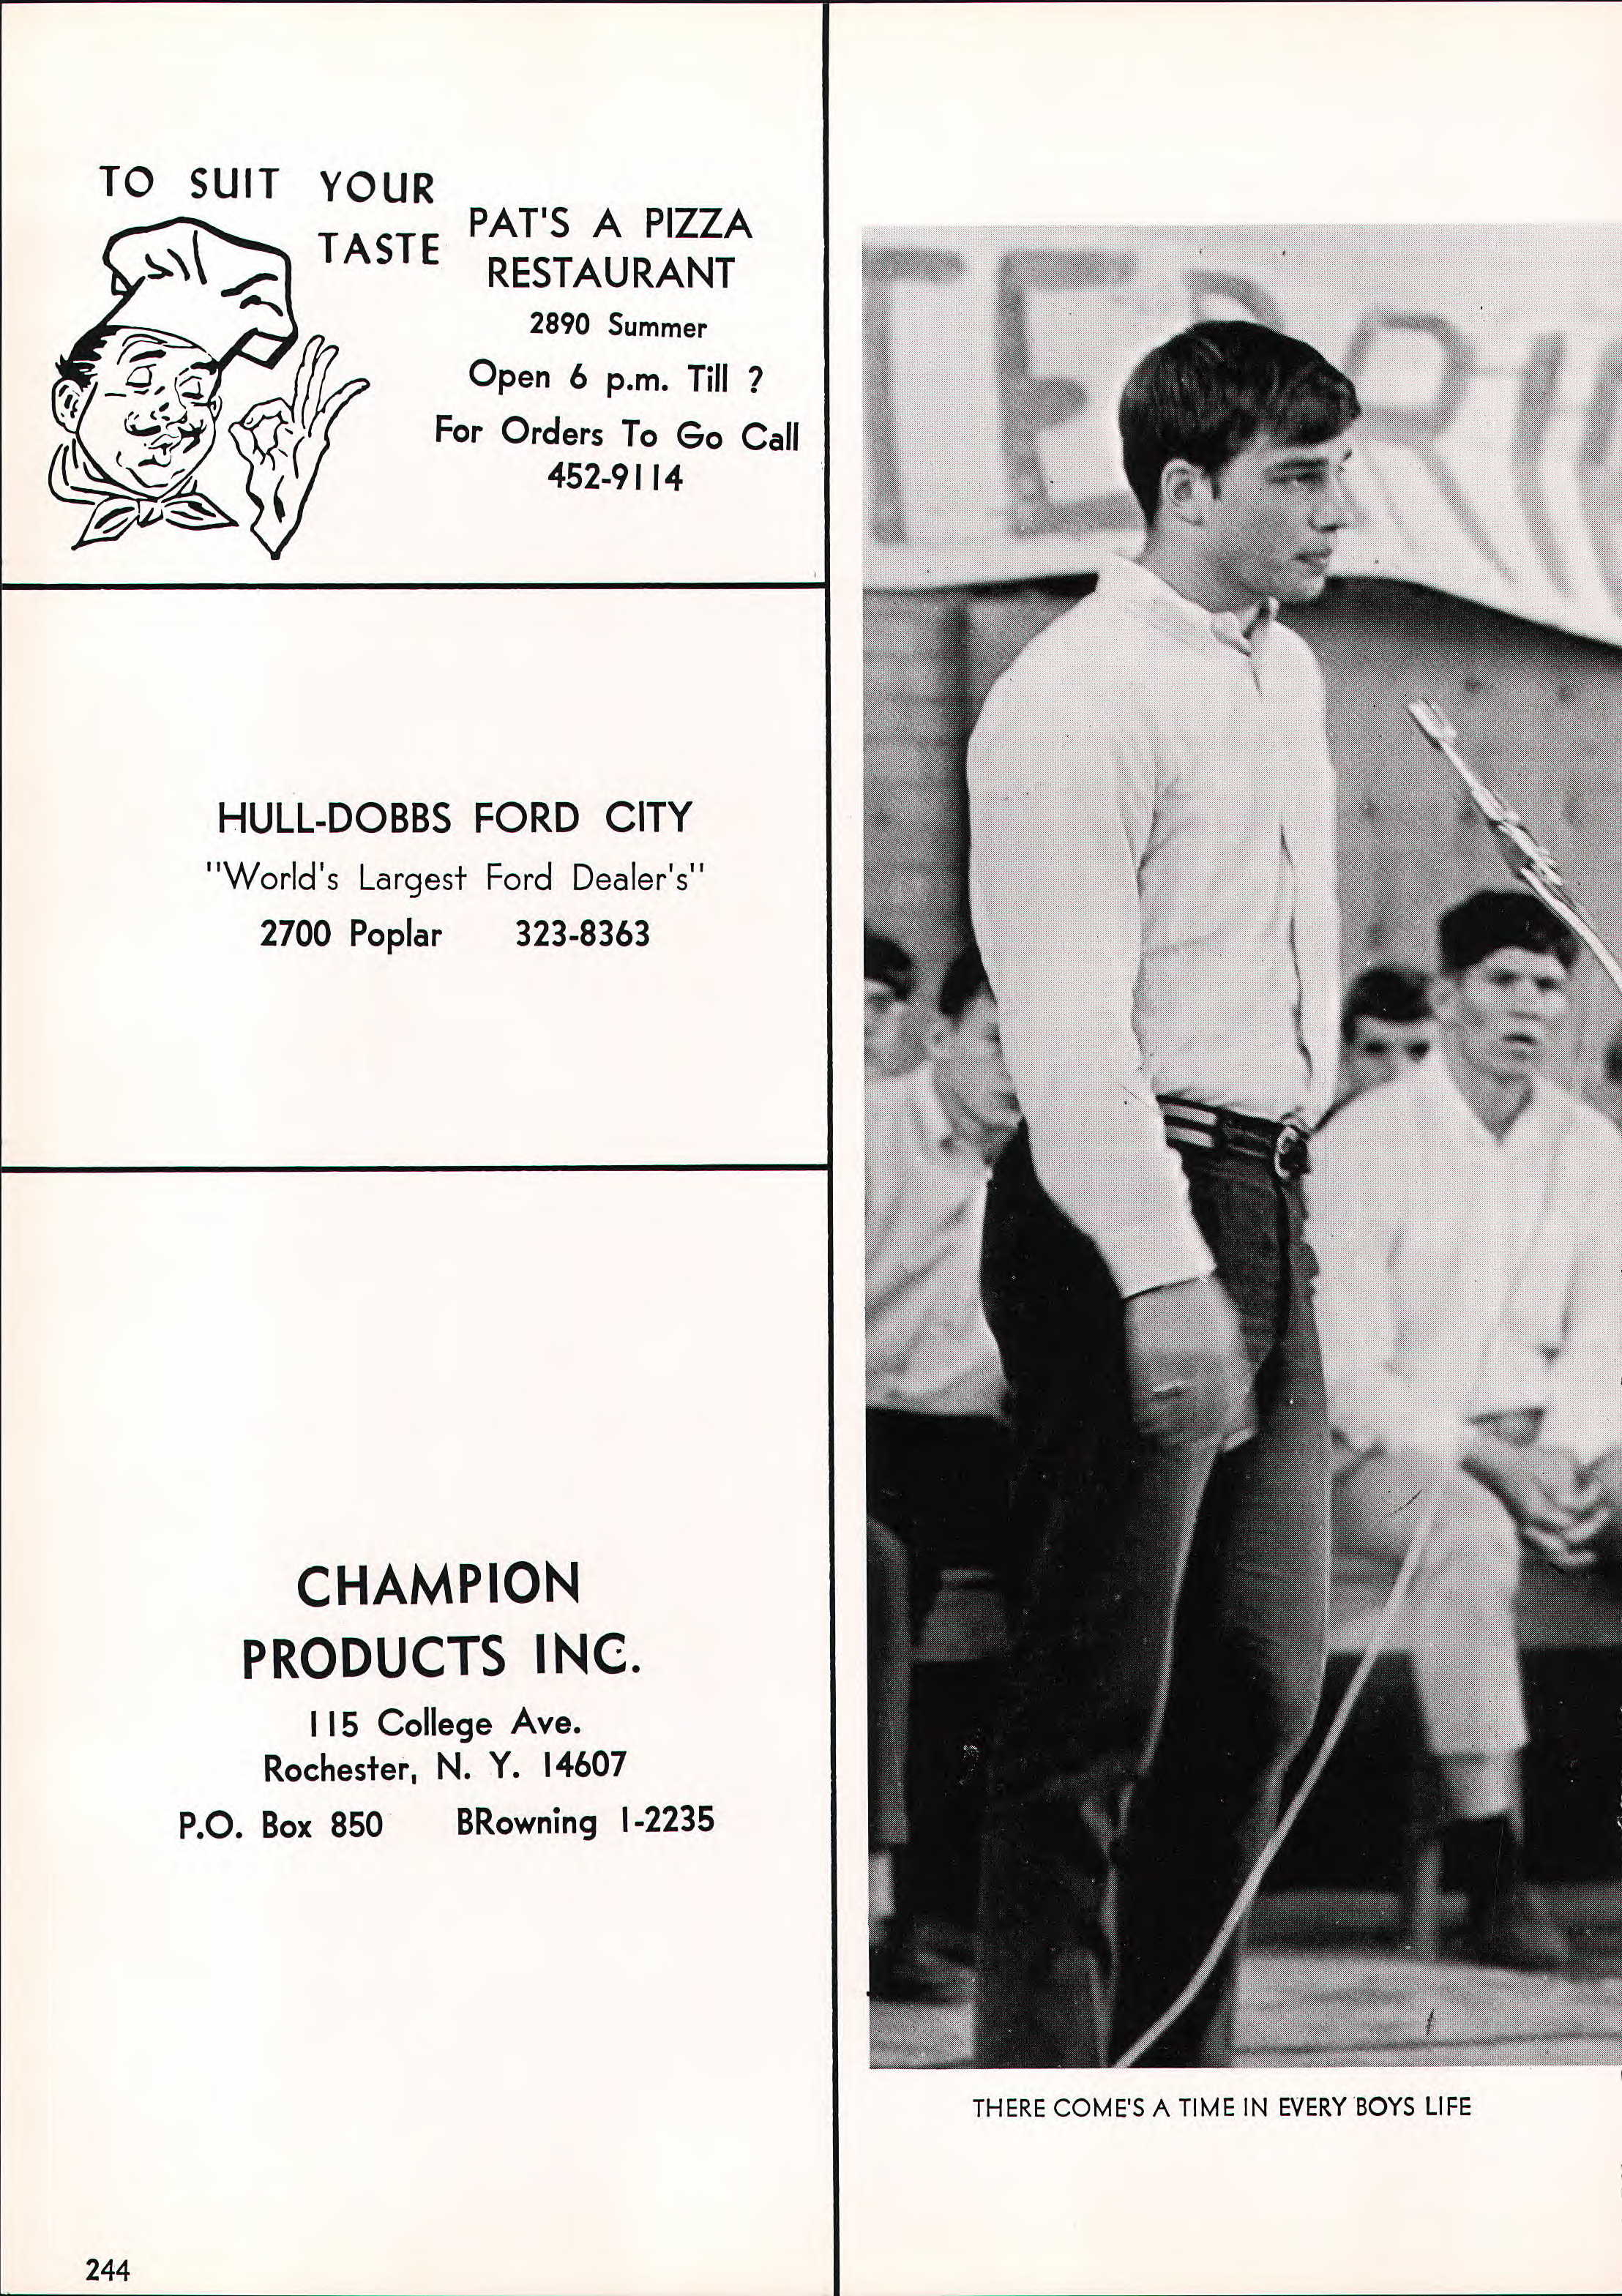 TO SUIT YOUR
TASTE
PAT'S A PIZZA
RESTAURANT
2890 Summer
Open 6 p.m. Till ?
For Orders To Go Call
452-9114
HULL-DOBBS FORD CITY
"World's Largest Ford Dealer's"
2700 Poplar 323-8363
CHAMPION
PRODUCTS INC.
115 College Ave.
Rochester, N. Y. 14607
P.O. Box 850 BRowning 1-2235
THERE COME'S A TIME IN EVERY BOYS LIFE
244